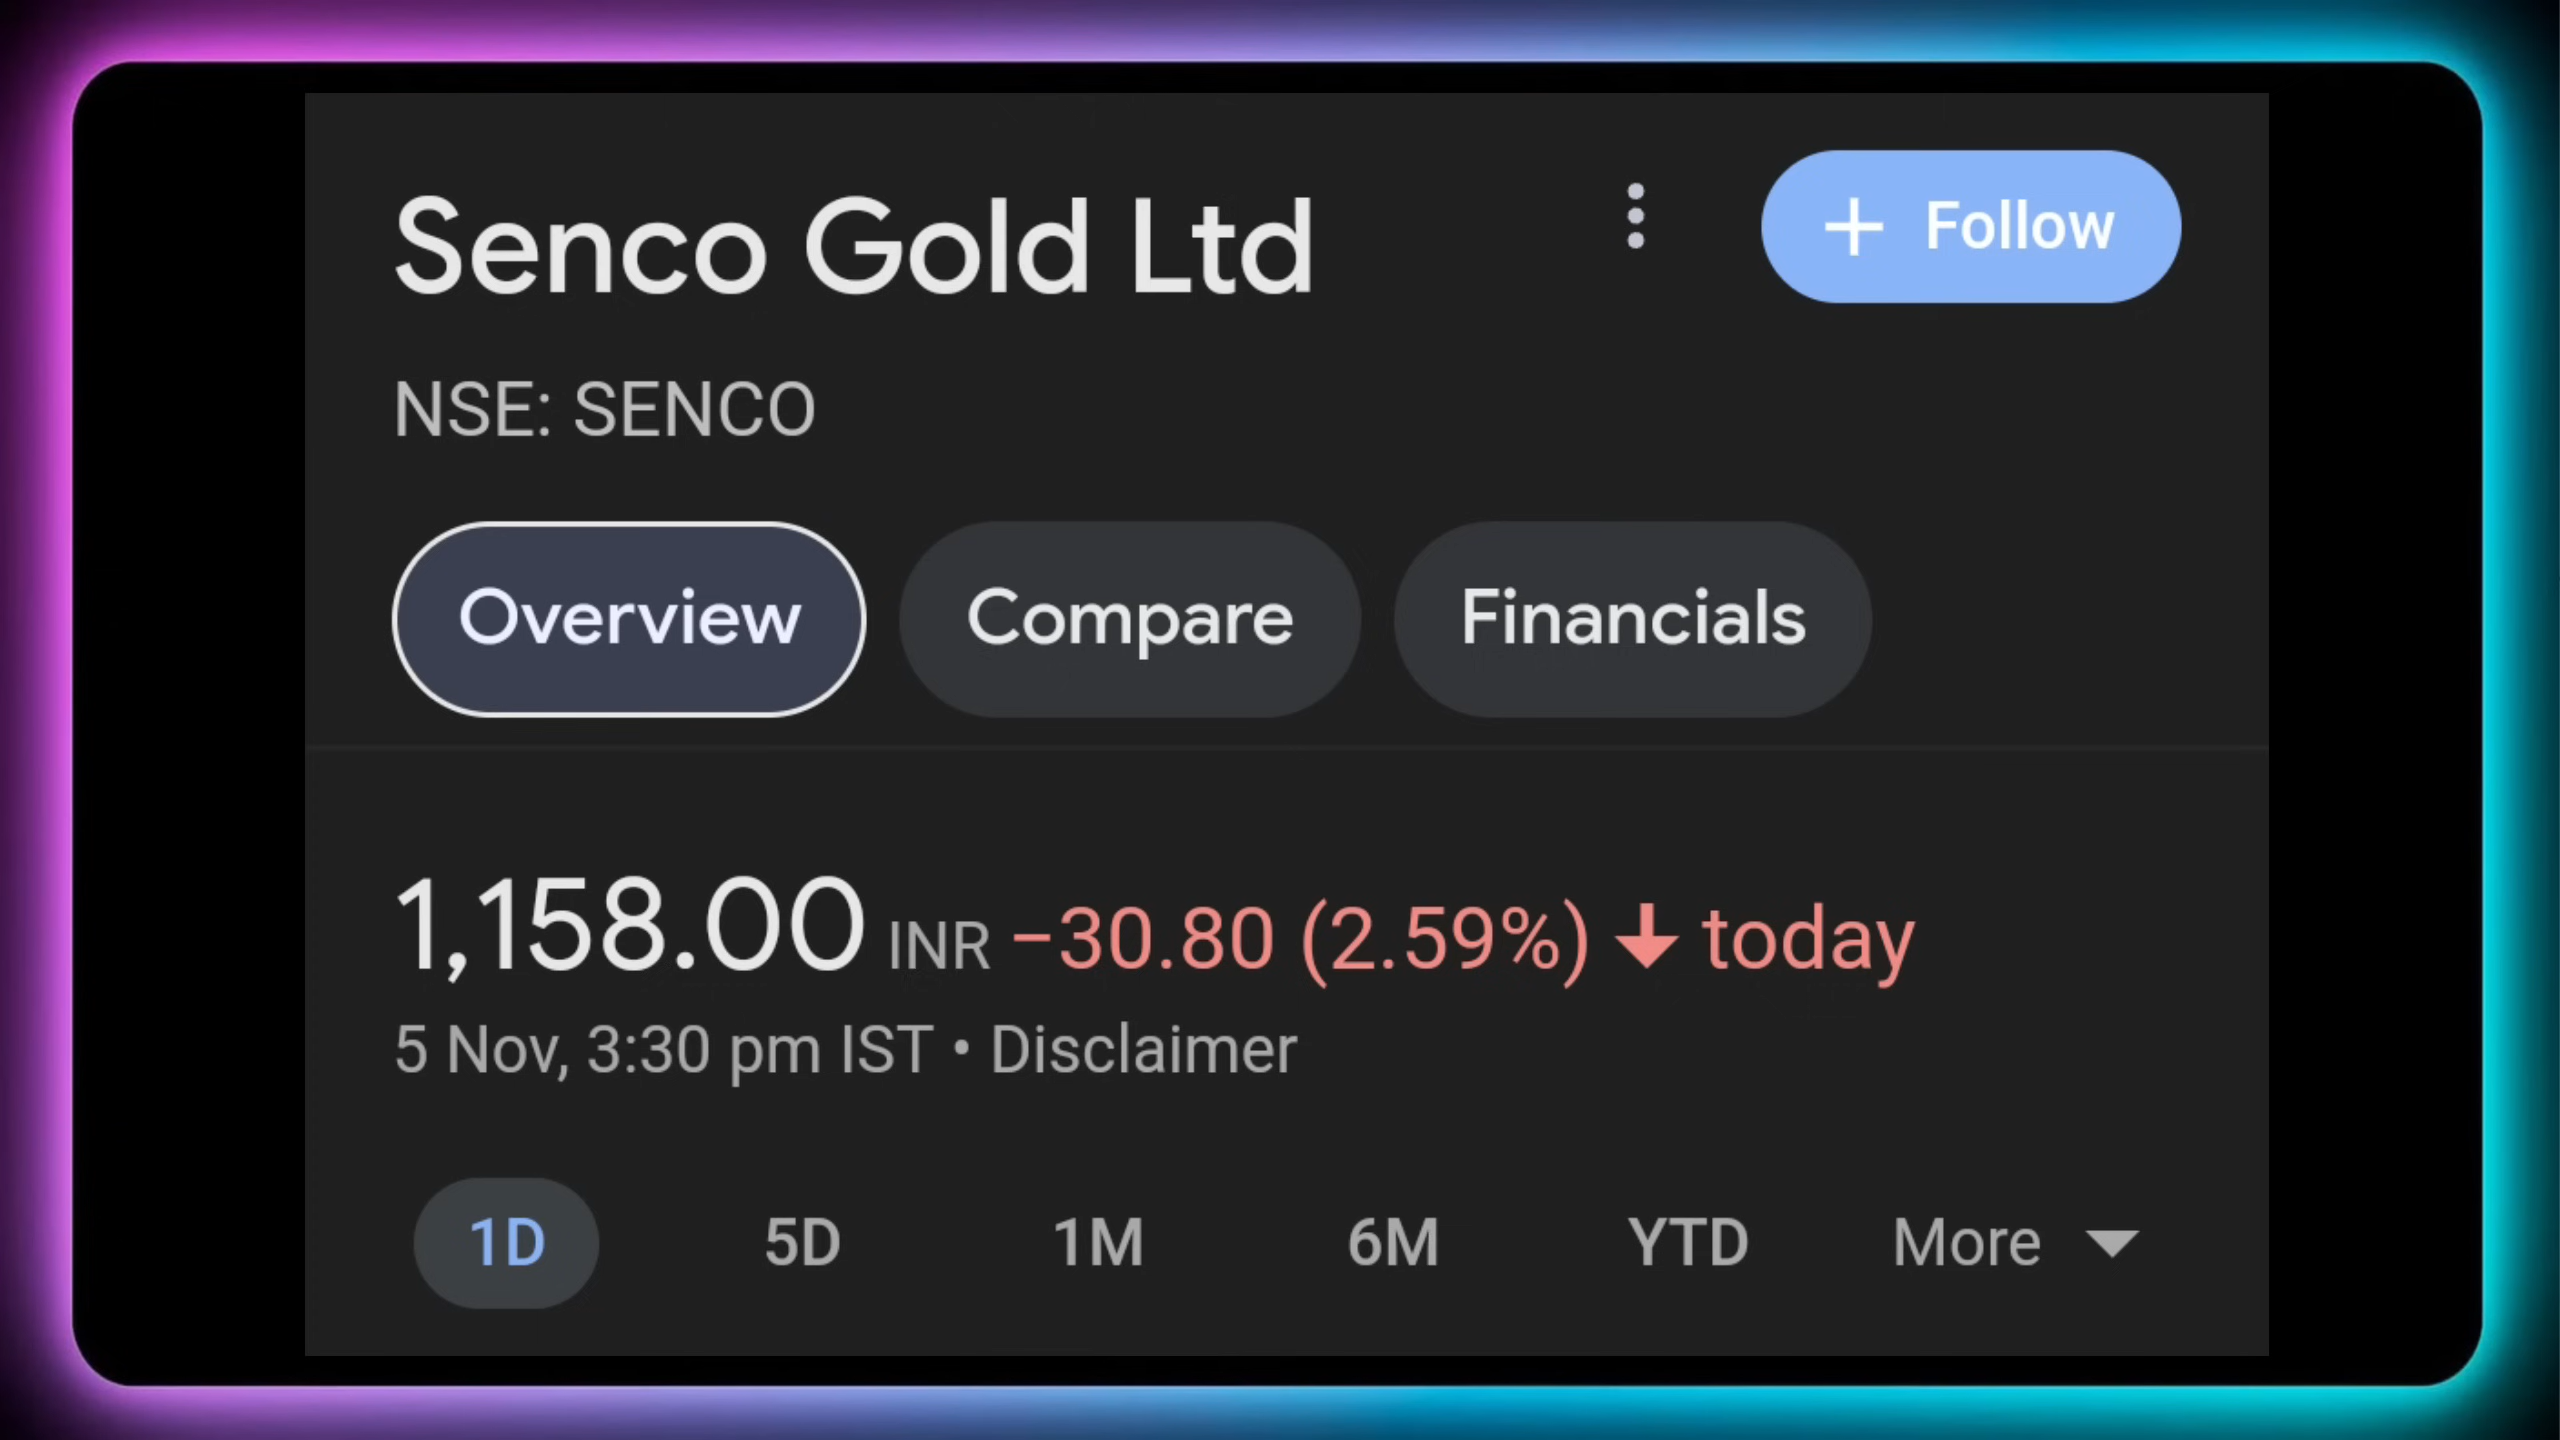 Senco Gold Ltd
+ Follow
NSE: SENCO
Overview Compare Financials
1,158.00 INR −30.80 (2.59%) ↓ today
5 Nov, 3:30 pm IST • Disclaimer
1D 5D 1M 6M YTD More